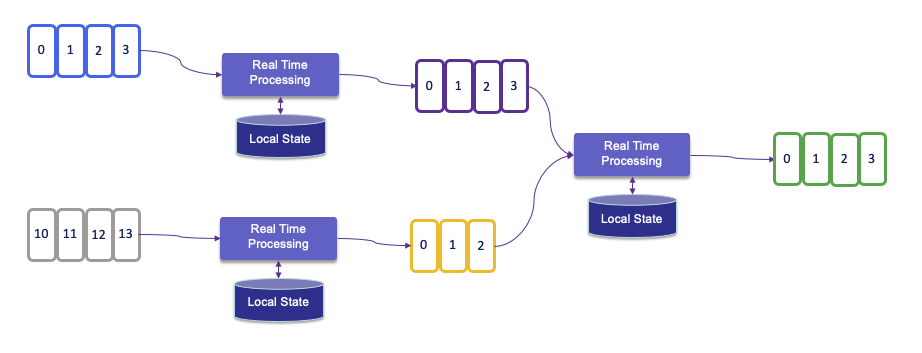 0 1 2 3
Real Time
Processing
Local State
0 1 2 3
10 11 12 13
Real Time
Processing
Local State
0 1 2
Real Time
Processing
Local State
0 1 2 3